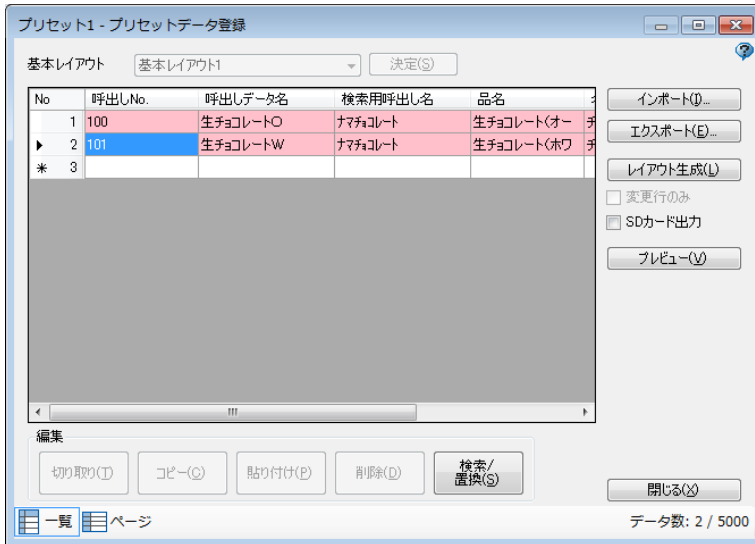 プリセット1 - プリセットデータ登録
基本レイアウト 基本レイアウト1 決定(S)
No 呼出しNo. 呼出しデータ名 検索用呼出し名 品名
1 100 生チョコレートO ナマチョコレート 生チョコレート(オー チ
2 101 生チョコレートW ナマチョコレート 生チョコレート(ホワ チ
3
インポート(I)...
エクスポート(E)...
レイアウト生成(L)
変更行のみ
SDカード出力
プレビュー(V)
編集
切り取り(T) コピー(C) 貼り付け(P) 削除(D) 検索/
置換(S)
閉じる(X)
一覧 ページ データ数: 2 / 5000